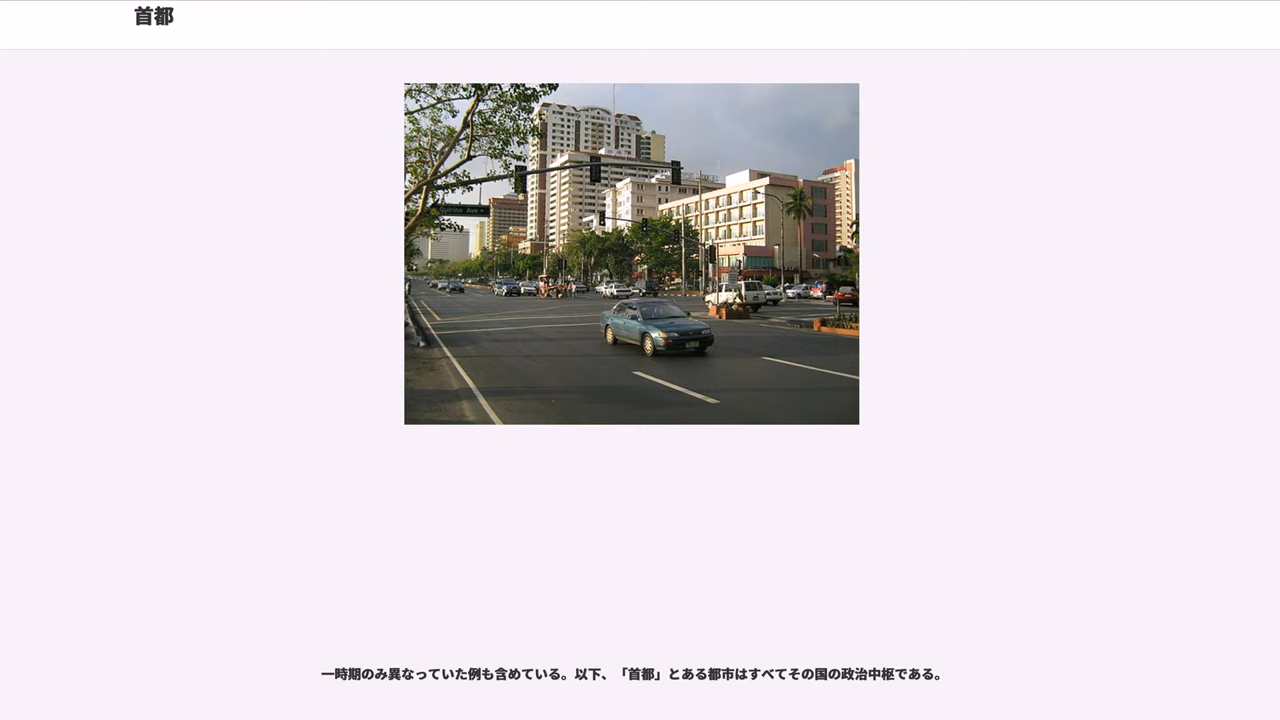 首都
Quirino Ave
一時期のみ異なっていた例も含めている。以下、「首都」とある都市はすべてその国の政治中枢である。